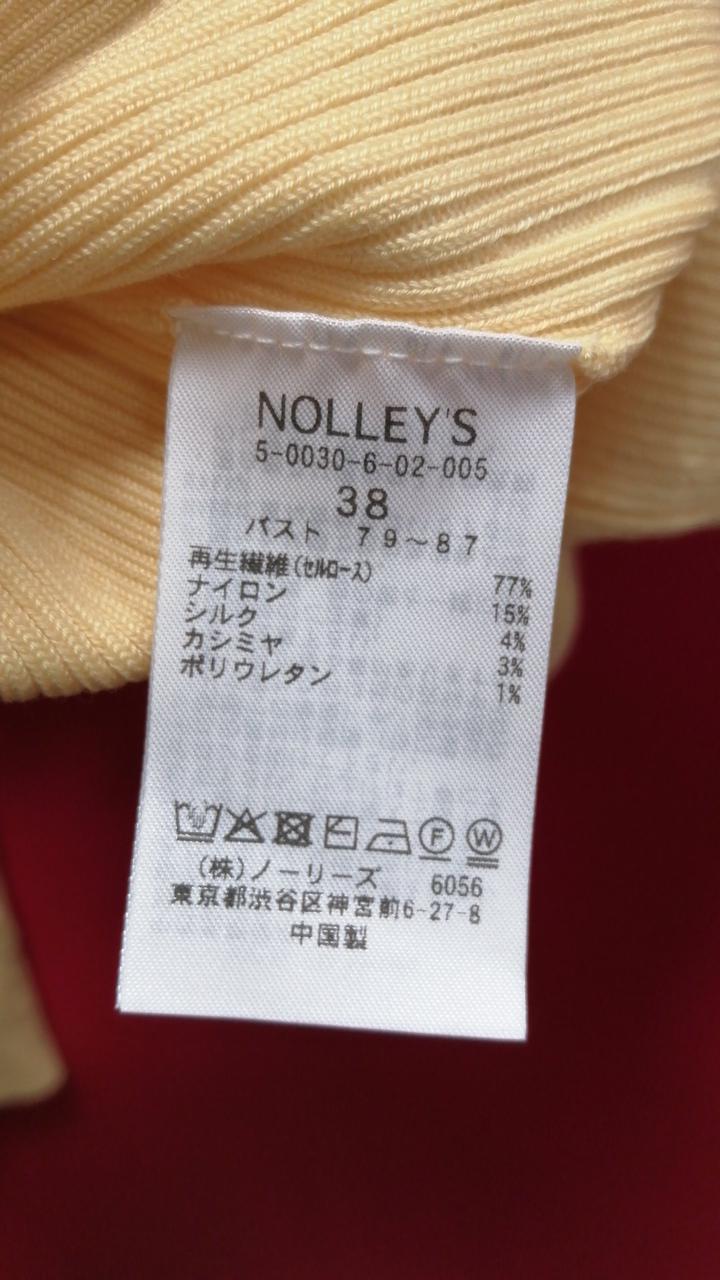 NOLLEY'S
5-0030-6-02-005
38
バスト 79～87
再生繊維(セルロース) 77%
ナイロン 15%
シルク 4%
カシミヤ 3%
ポリウレタン 1%
F W
(株)ノーリーズ 6056
東京都渋谷区神宮前6-27-8
中国製